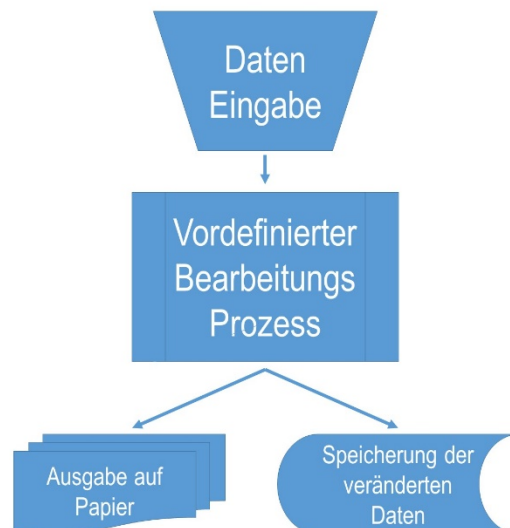 Daten
Eingabe
Vordefinierter
Bearbeitungs
Prozess
Ausgabe auf
Papier
Speicherung der
veränderten
Daten